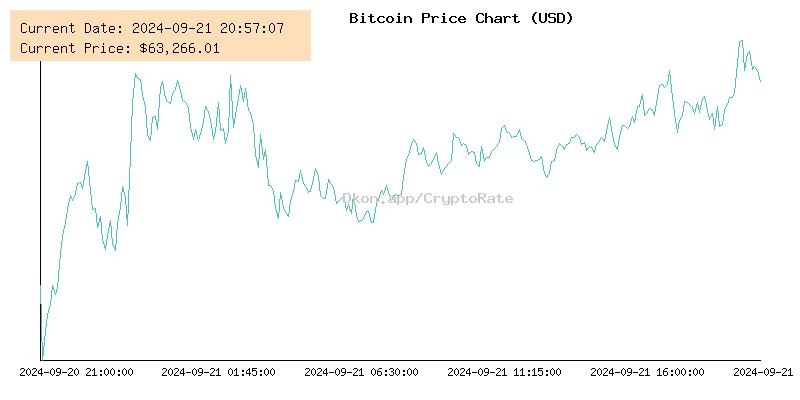 Bitcoin Price Chart (USD)
Current Date: 2024-09-21 20:57:07
Current Price: $63,266.01
Dkon.app/CryptoRate
2024-09-20 21:00:00 2024-09-21 01:45:00 2024-09-21 06:30:00 2024-09-21 11:15:00 2024-09-21 16:00:00 2024-09-21